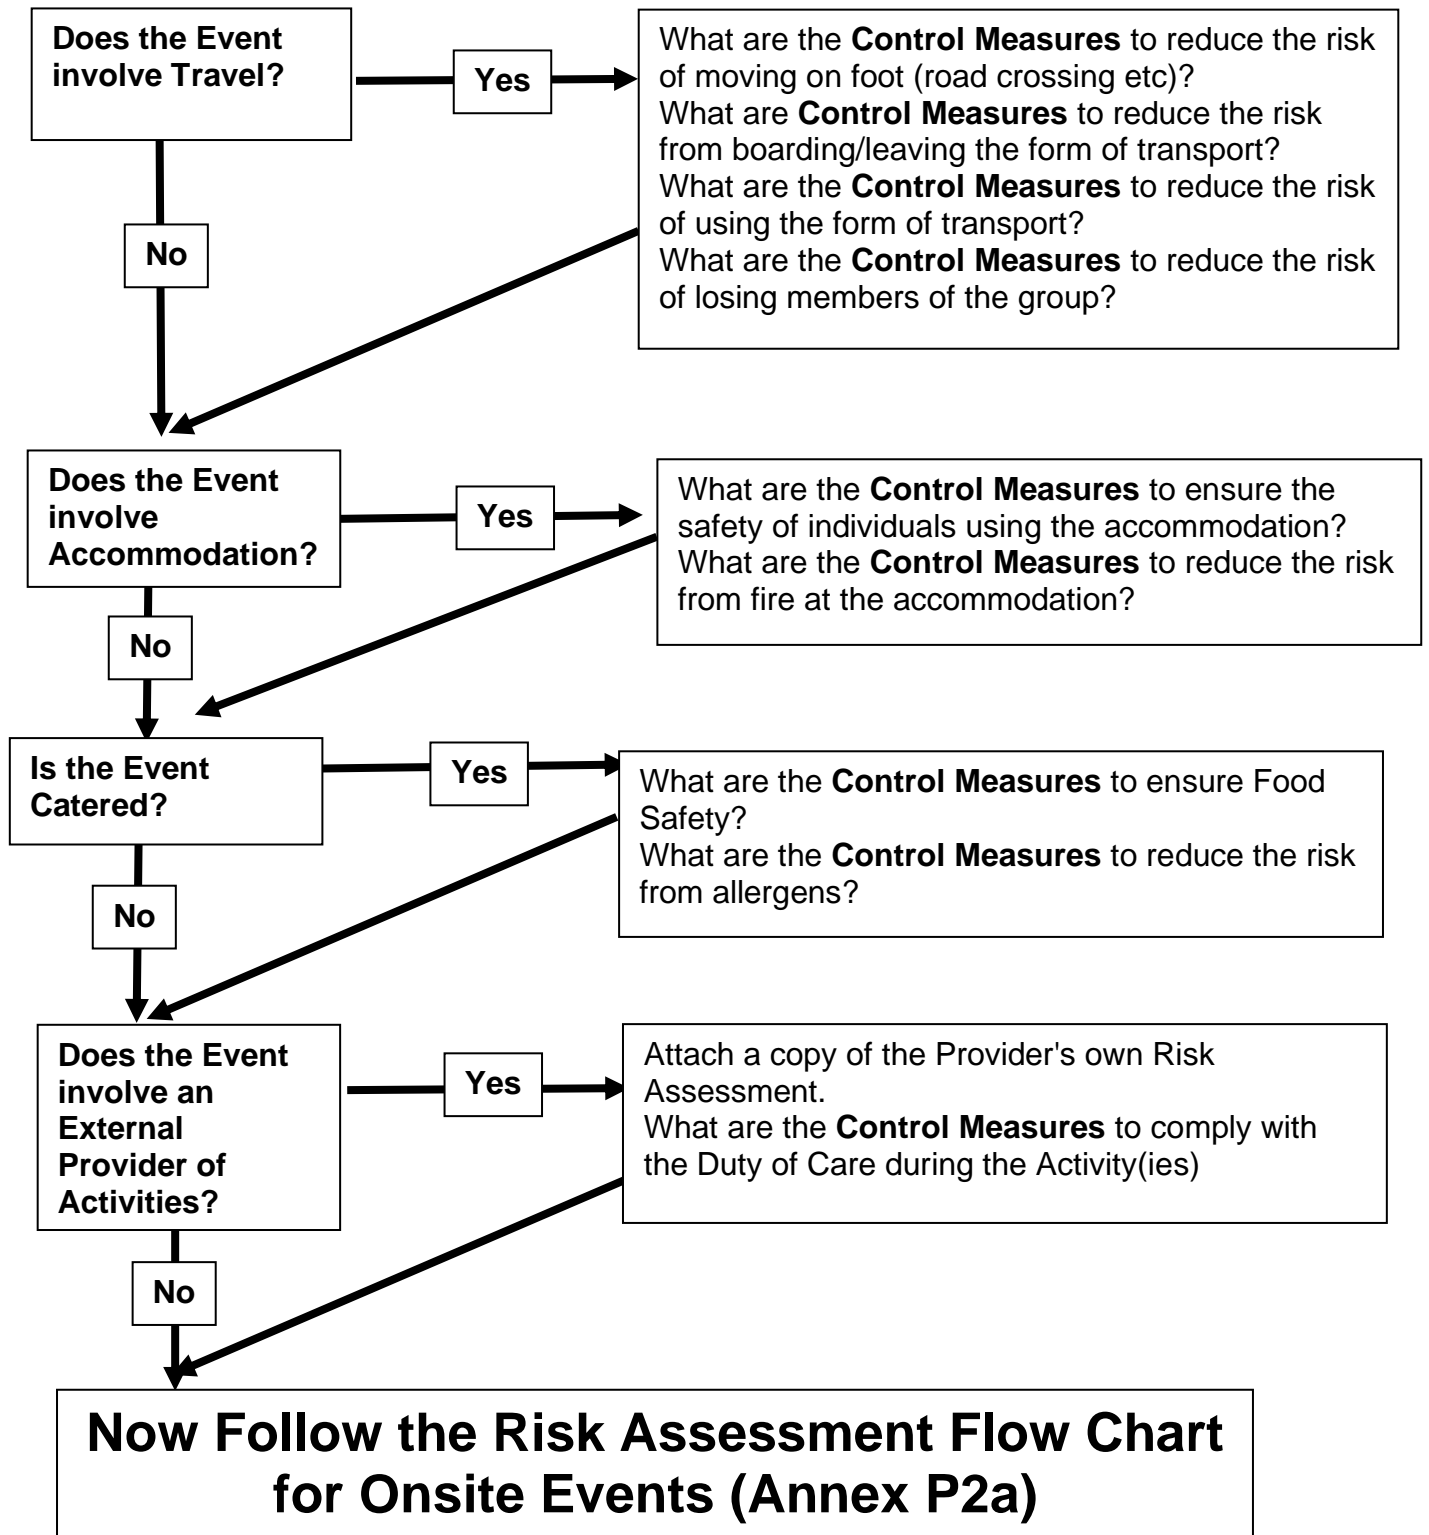 Does the Event
involve Travel?
Yes
What are the Control Measures to reduce the risk
of moving on foot (road crossing etc)?
What are Control Measures to reduce the risk
from boarding/leaving the form of transport?
What are the Control Measures to reduce the risk
of using the form of transport?
What are the Control Measures to reduce the risk
of losing members of the group?
No
Does the Event
involve
Accommodation?
Yes
What are the Control Measures to ensure the
safety of individuals using the accommodation?
What are the Control Measures to reduce the risk
from fire at the accommodation?
No
Is the Event
Catered?
Yes
What are the Control Measures to ensure Food
Safety?
What are the Control Measures to reduce the risk
from allergens?
No
Does the Event
involve an
External
Provider of
Activities?
Yes
Attach a copy of the Provider's own Risk
Assessment.
What are the Control Measures to comply with
the Duty of Care during the Activity(ies)
No
Now Follow the Risk Assessment Flow Chart
for Onsite Events (Annex P2a)